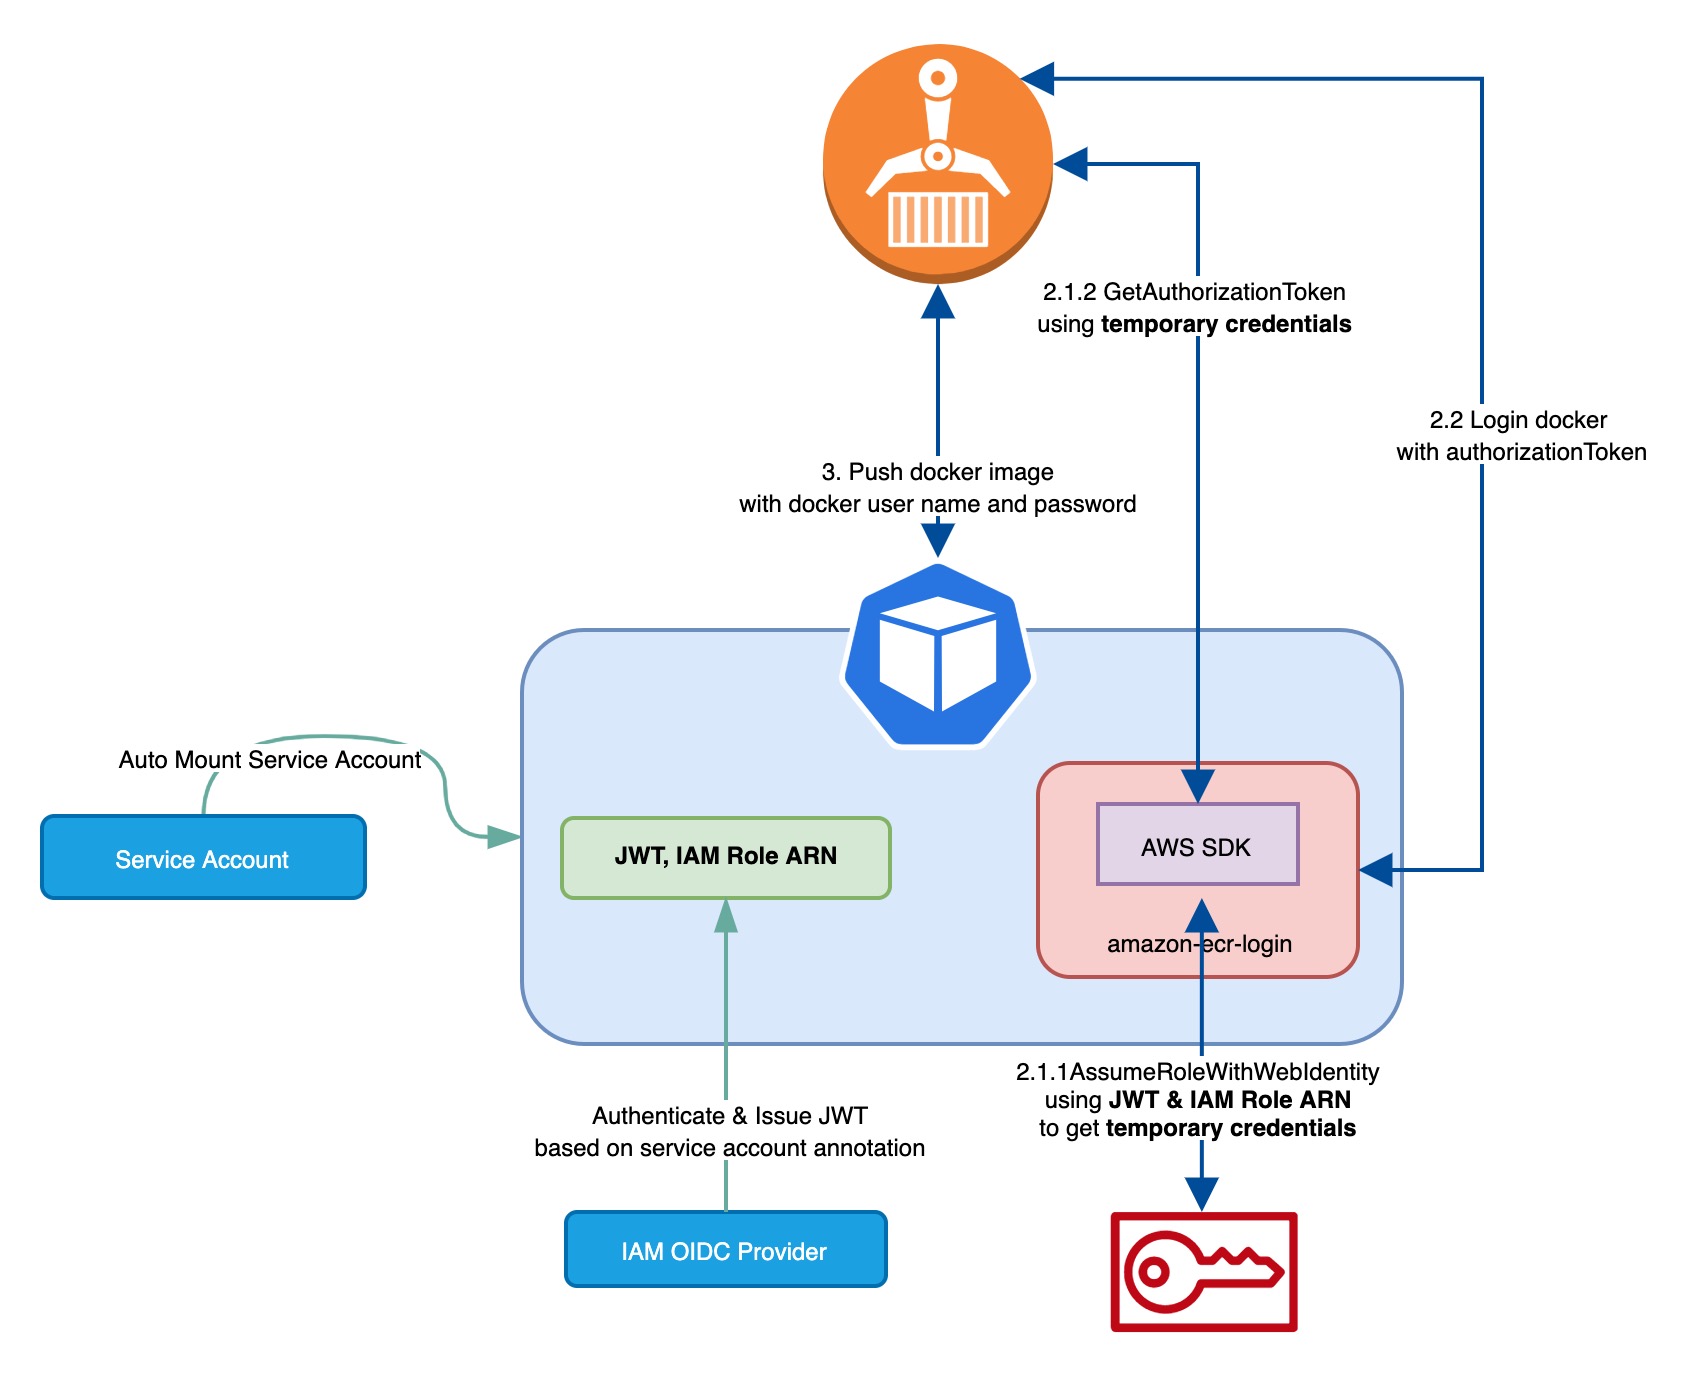 2.1.2 GetAuthorizationToken
using temporary credentials
2.2 Login docker
with authorizationToken
3. Push docker image
with docker user name and password
Auto Mount Service Account
Service Account
JWT, IAM Role ARN
AWS SDK
amazon-ecr-login
2.1.1AssumeRoleWithWebIdentity
using JWT & IAM Role ARN
to get temporary credentials
Authenticate & Issue JWT
based on service account annotation
IAM OIDC Provider